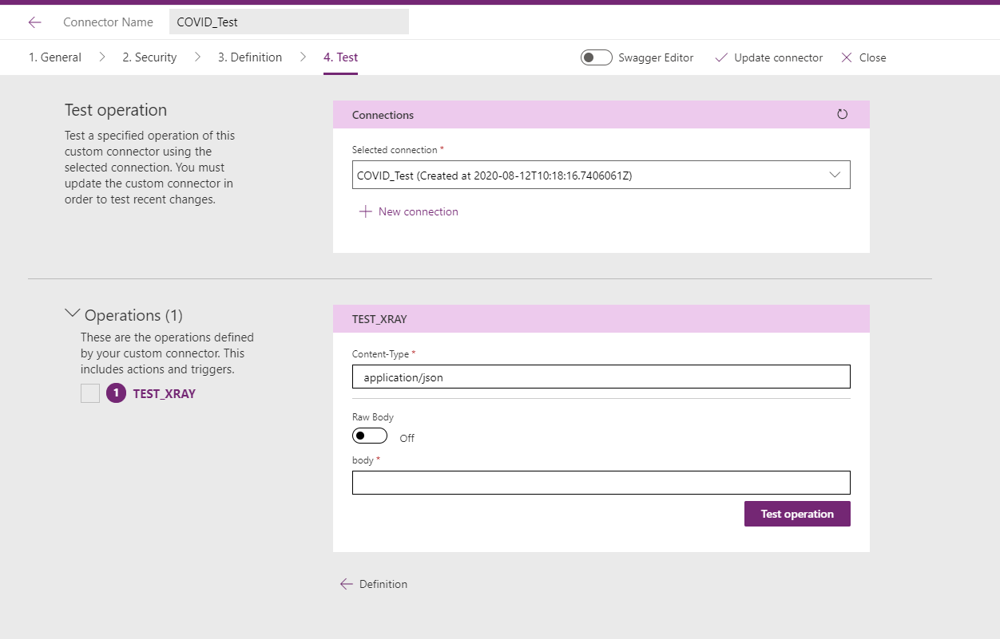 Connector Name
COVID_Test
1. General
2. Security
3. Definition
4. Test
Swagger Editor
Update connector
Close
Test operation
Test a specified operation of this
custom connector using the
selected connection. You must
update the custom connector in
order to test recent changes.
Connections
Selected connection *
COVID_Test (Created at 2020-08-12T10:18:16.7406061Z)
New connection
Operations (1)
These are the operations defined
by your custom connector. This
includes actions and triggers.
1 TEST_XRAY
TEST_XRAY
Content-Type *
application/json
Raw Body
Off
body *
Test operation
Definition